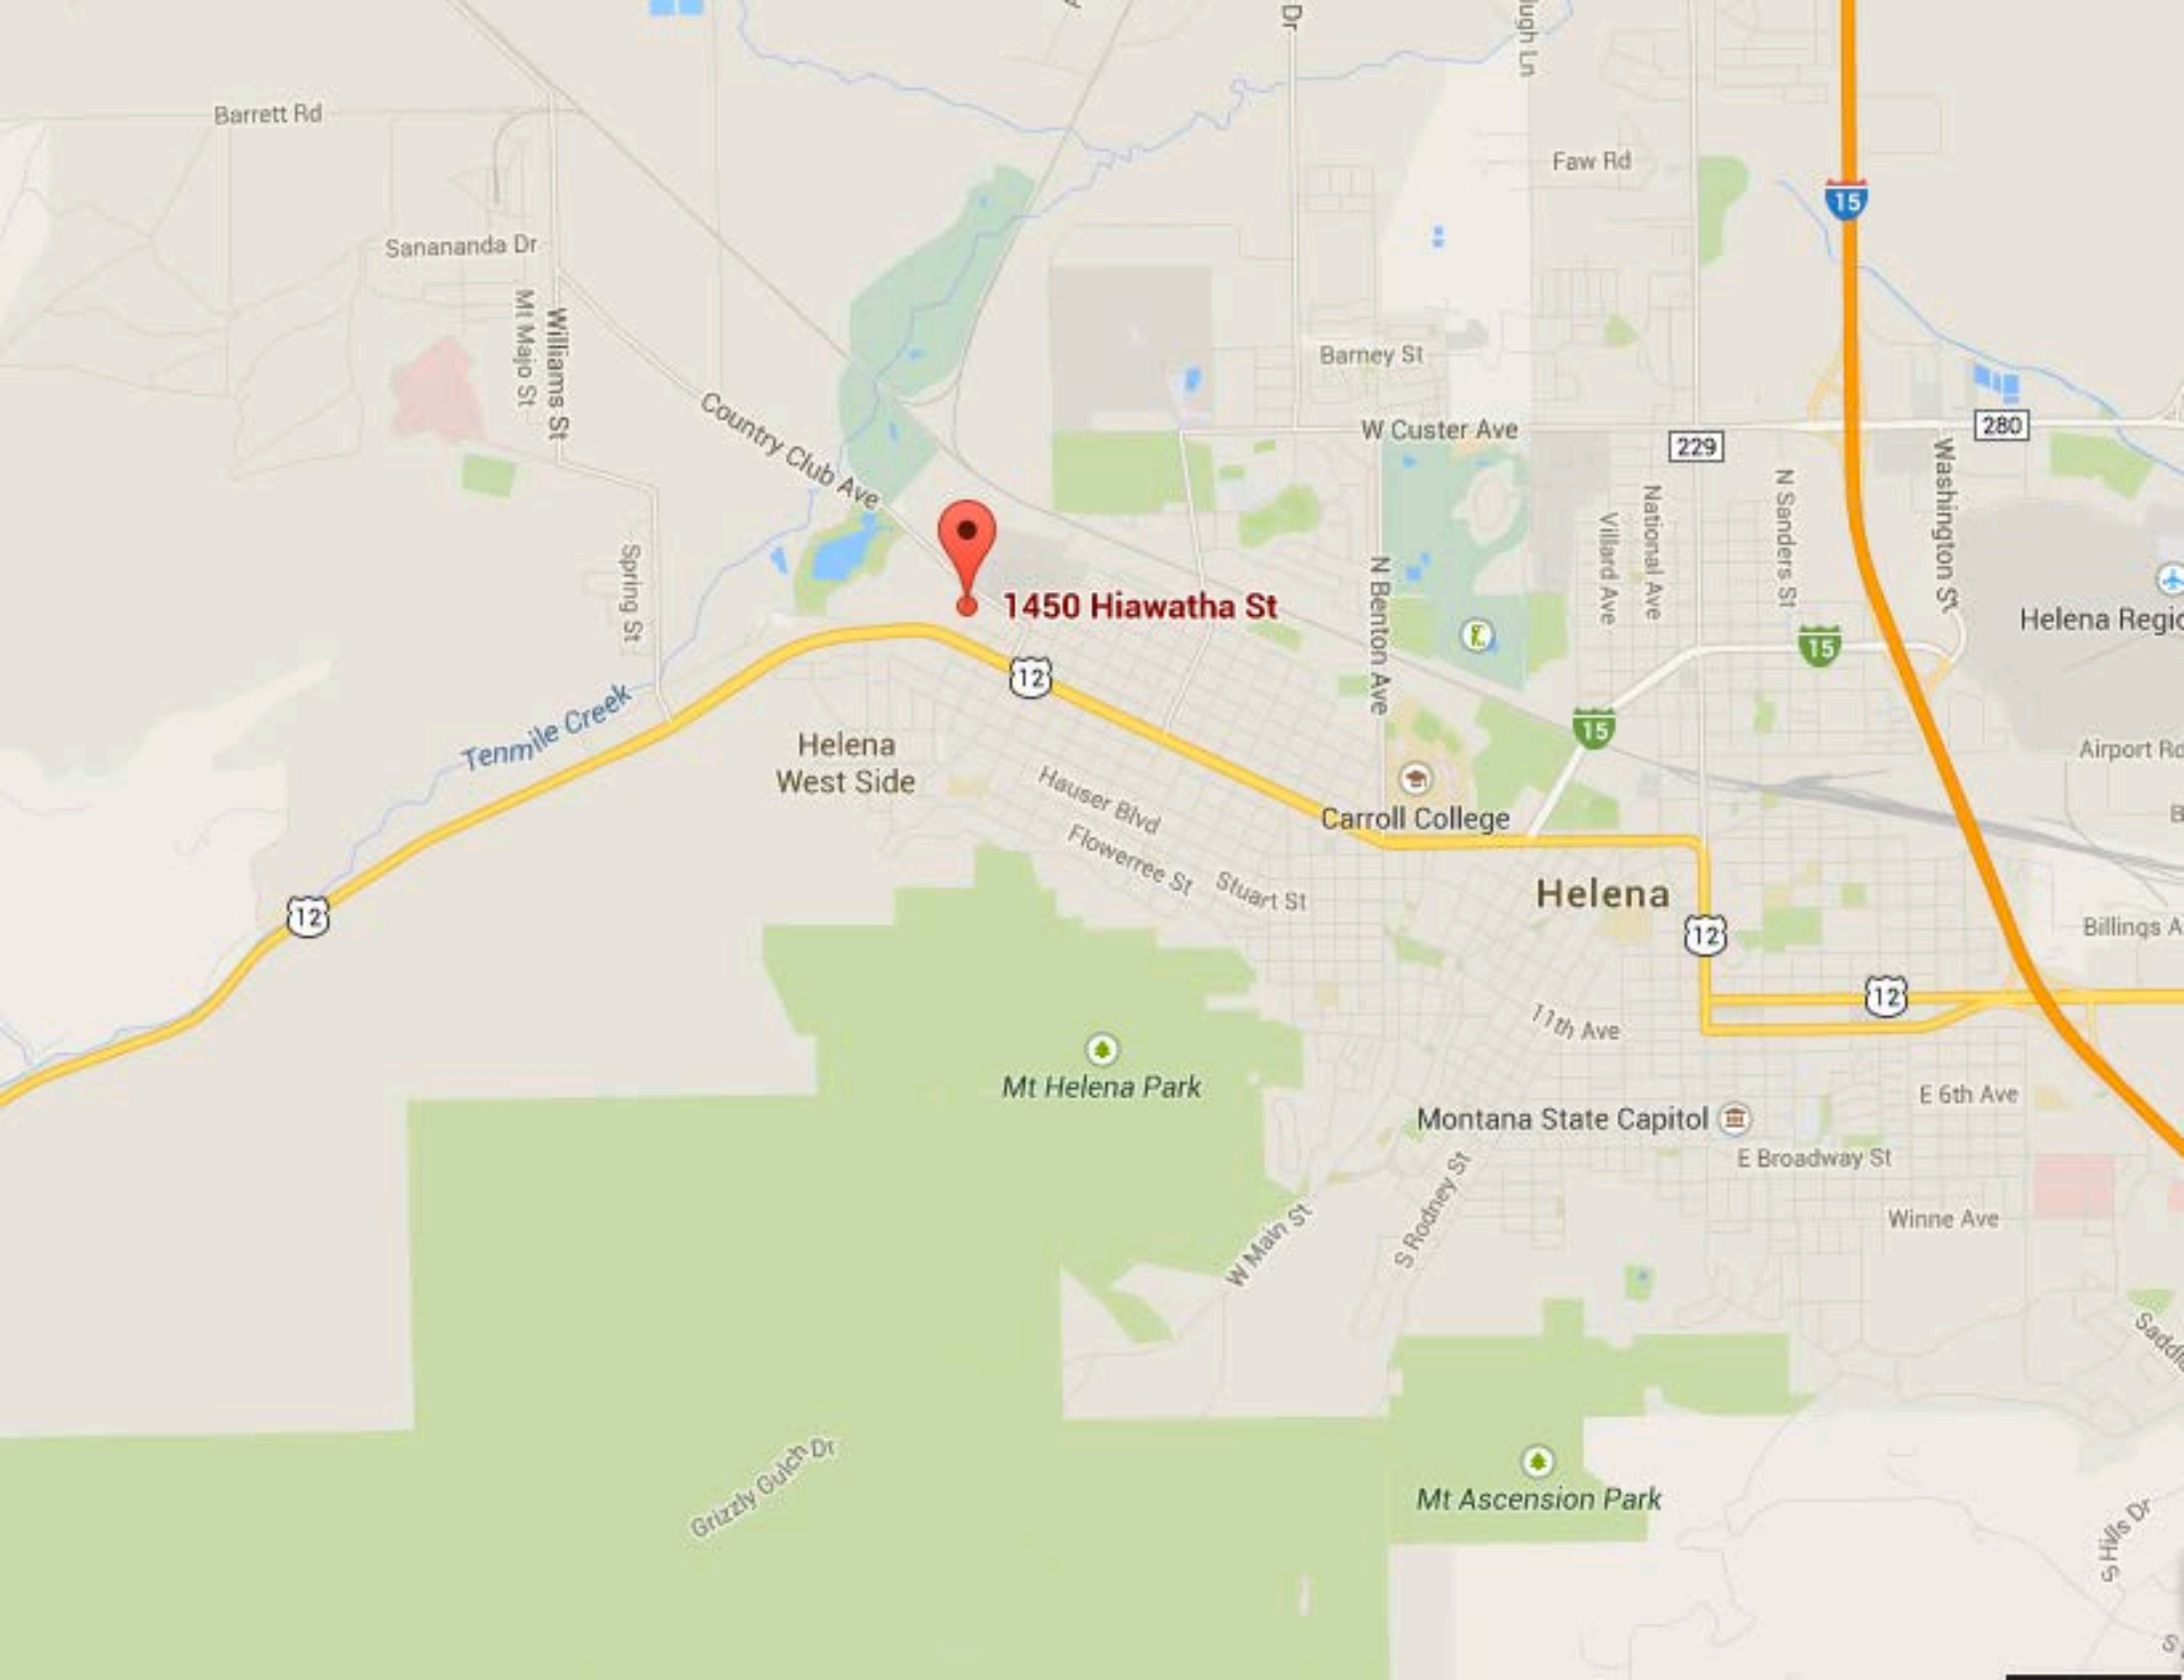 Dr
Barrett Rd
Faw Rd
15
Sanananda Dr
Mt Majo St
Williams St
Barney St
Country Club Ave
W Custer Ave
229
280
Washington St
N Sanders St
National Ave
Villard Ave
Spring St
N Benton Ave
1450 Hiawatha St
Helena
15
12
Tenmile Creek
15
Helena
West Side
Airport
Hauser Blvd
Carroll College
Flowerree St
Stuart St
Helena
12
12
Billings
12
11th Ave
Mt Helena Park
E 6th Ave
Montana State Capitol
E Broadway St
S Rodney St
Winne Ave
W Main St
Grizzly Gulch Dr
Mt Ascension Park
S Hills Dr